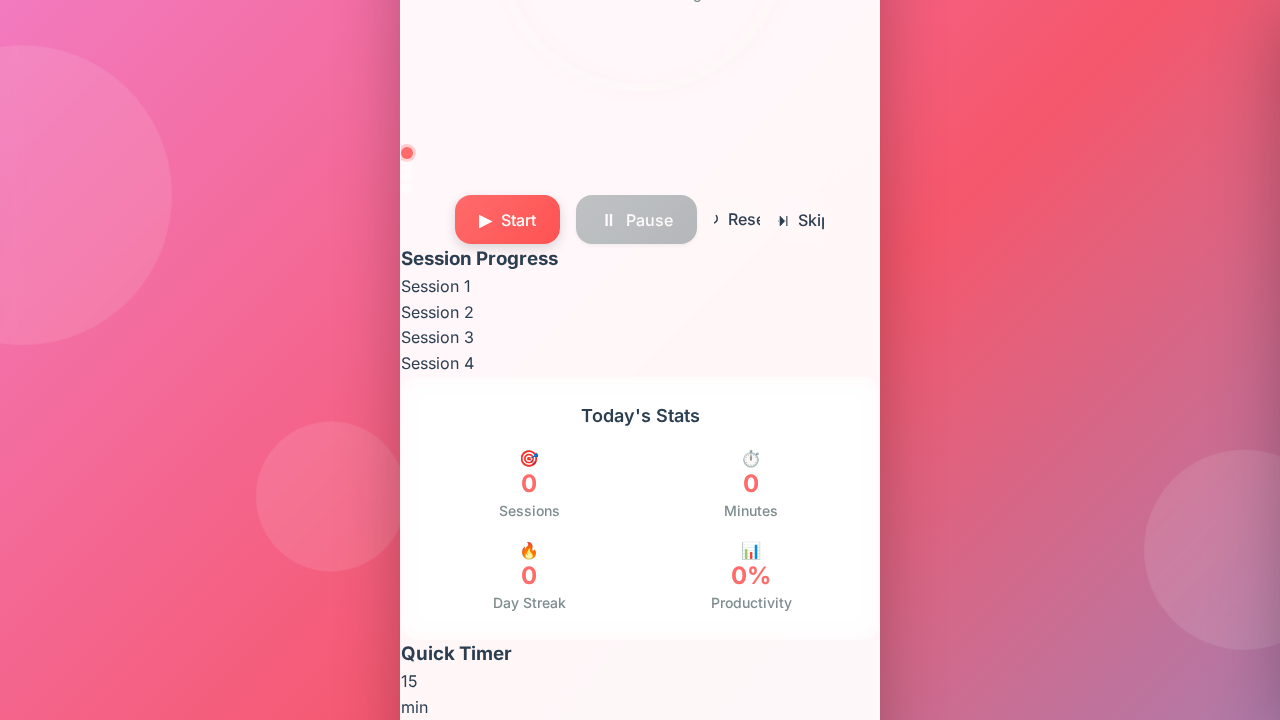 Start
Pause
Rese
Skip
Session Progress
Session 1
Session 2
Session 3
Session 4
Today's Stats
0
0
Sessions
Minutes
0
0%
Day Streak
Productivity
Quick Timer
15
min